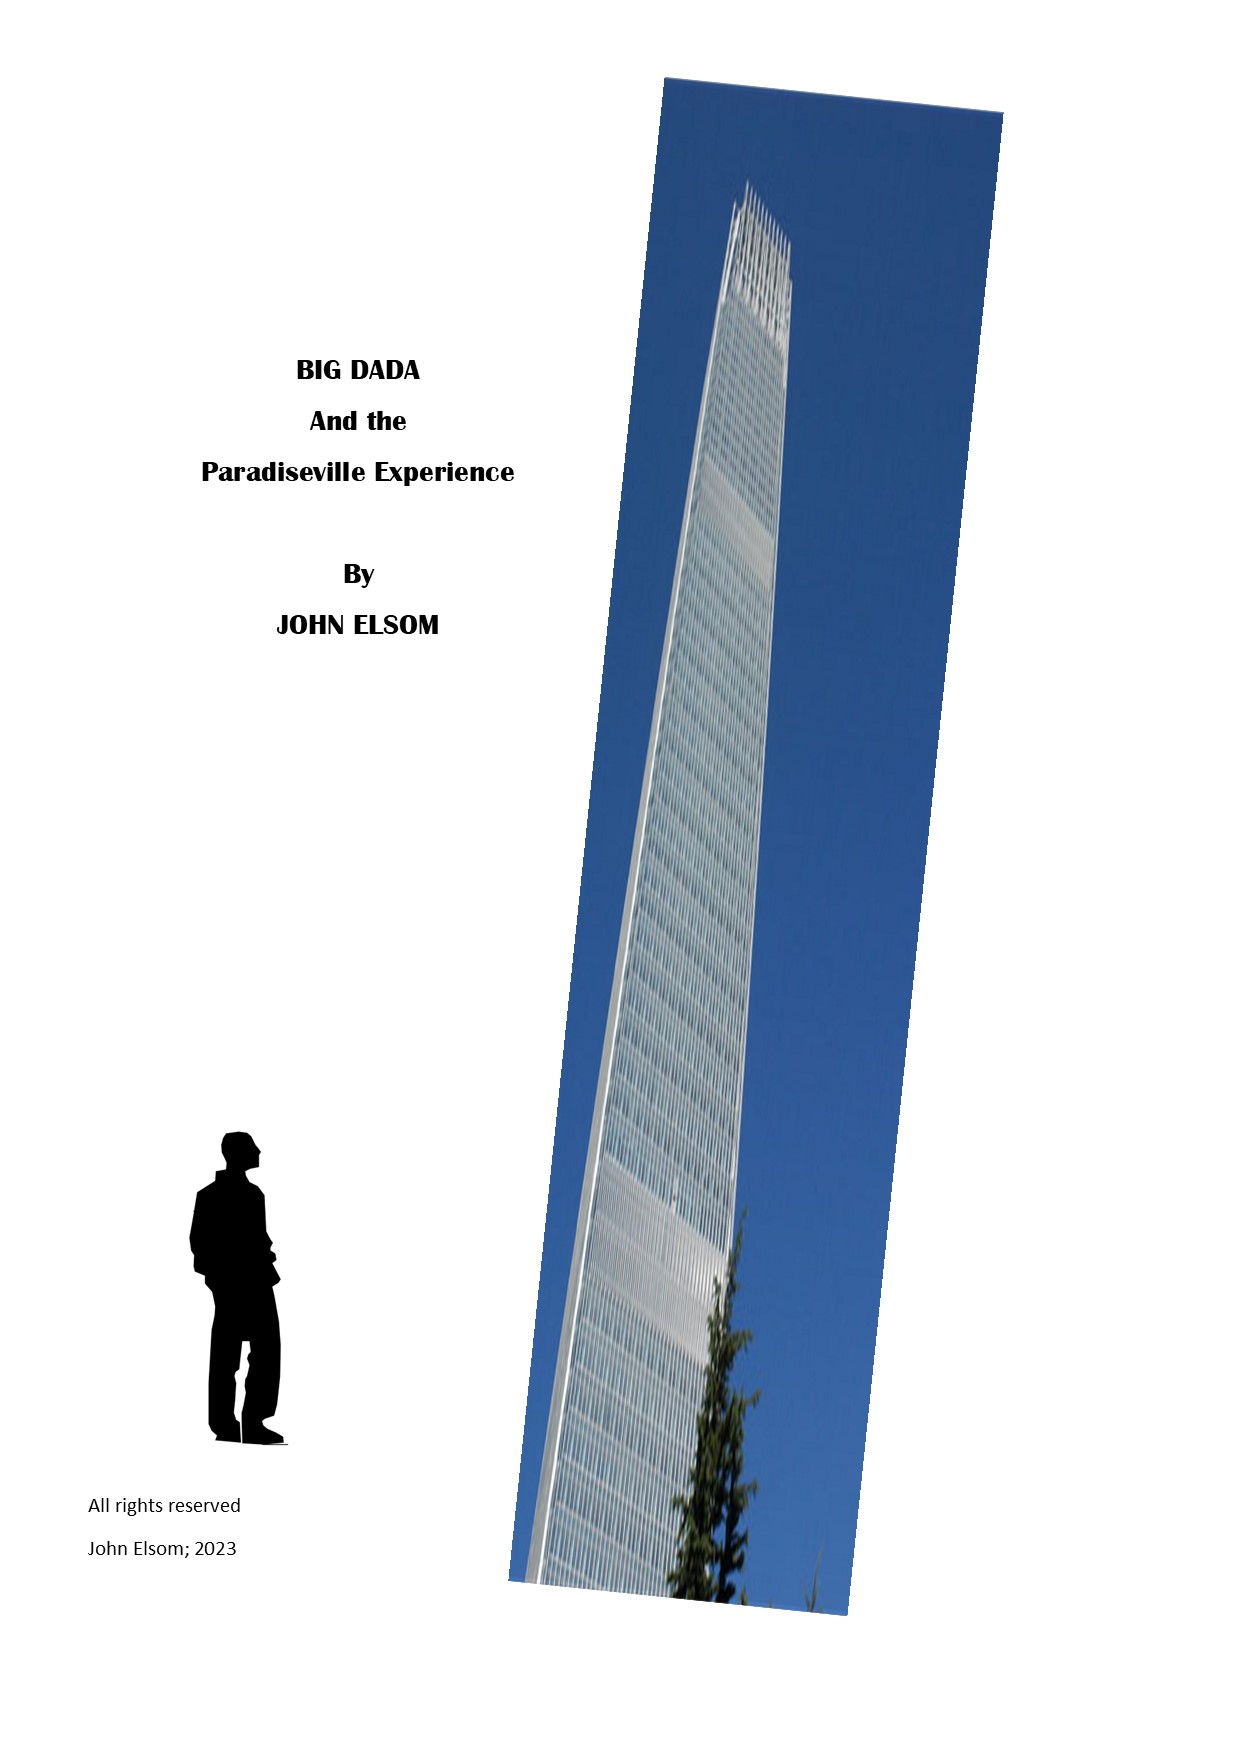 BIG DADA
And the
Paradiseville Experience
By
JOHN ELSOM
All rights reserved
John Elsom; 2023